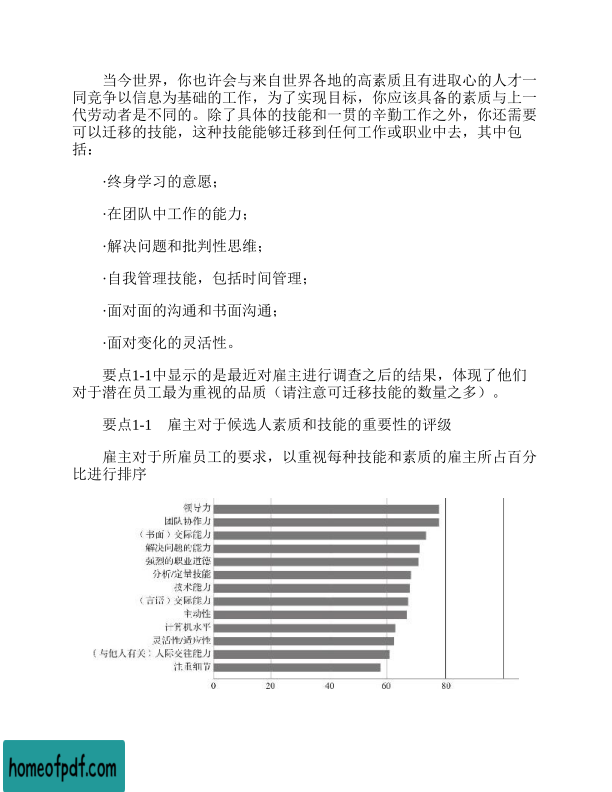 当今世界，你也许会与来自世界各地的高素质且有进取心的人才一
同竞争以信息为基础的工作，为了实现目标，你应该具备的素质与上一
代劳动者是不同的。除了具体的技能和一贯的辛勤工作之外，你还需要
可以迁移的技能，这种技能能够迁移到任何工作或职业中去，其中包
括：
·终身学习的意愿；
·在团队中工作的能力；
·解决问题和批判性思维；
·自我管理技能，包括时间管理；
·面对面的沟通和书面沟通；
·面对变化的灵活性。
要点1-1中显示的是最近对雇主进行调查之后的结果，体现了他们
对于潜在员工最为重视的品质（请注意可迁移技能的数量之多）。
要点1-1　雇主对于候选人素质和技能的重要性的评级
雇主对于所雇员工的要求，以重视每种技能和素质的雇主所占百分
比进行排序
领导力
团队协作力
（书面）交际能力
解决问题的能力
强烈的职业道德
分析/定量技能
技术能力
（言语）交际能力
主动性
计算机水平
灵活性/适应性
（与他人有关）人际交往能力
注重细节
0 20 40 60 80
homeofpdf.com